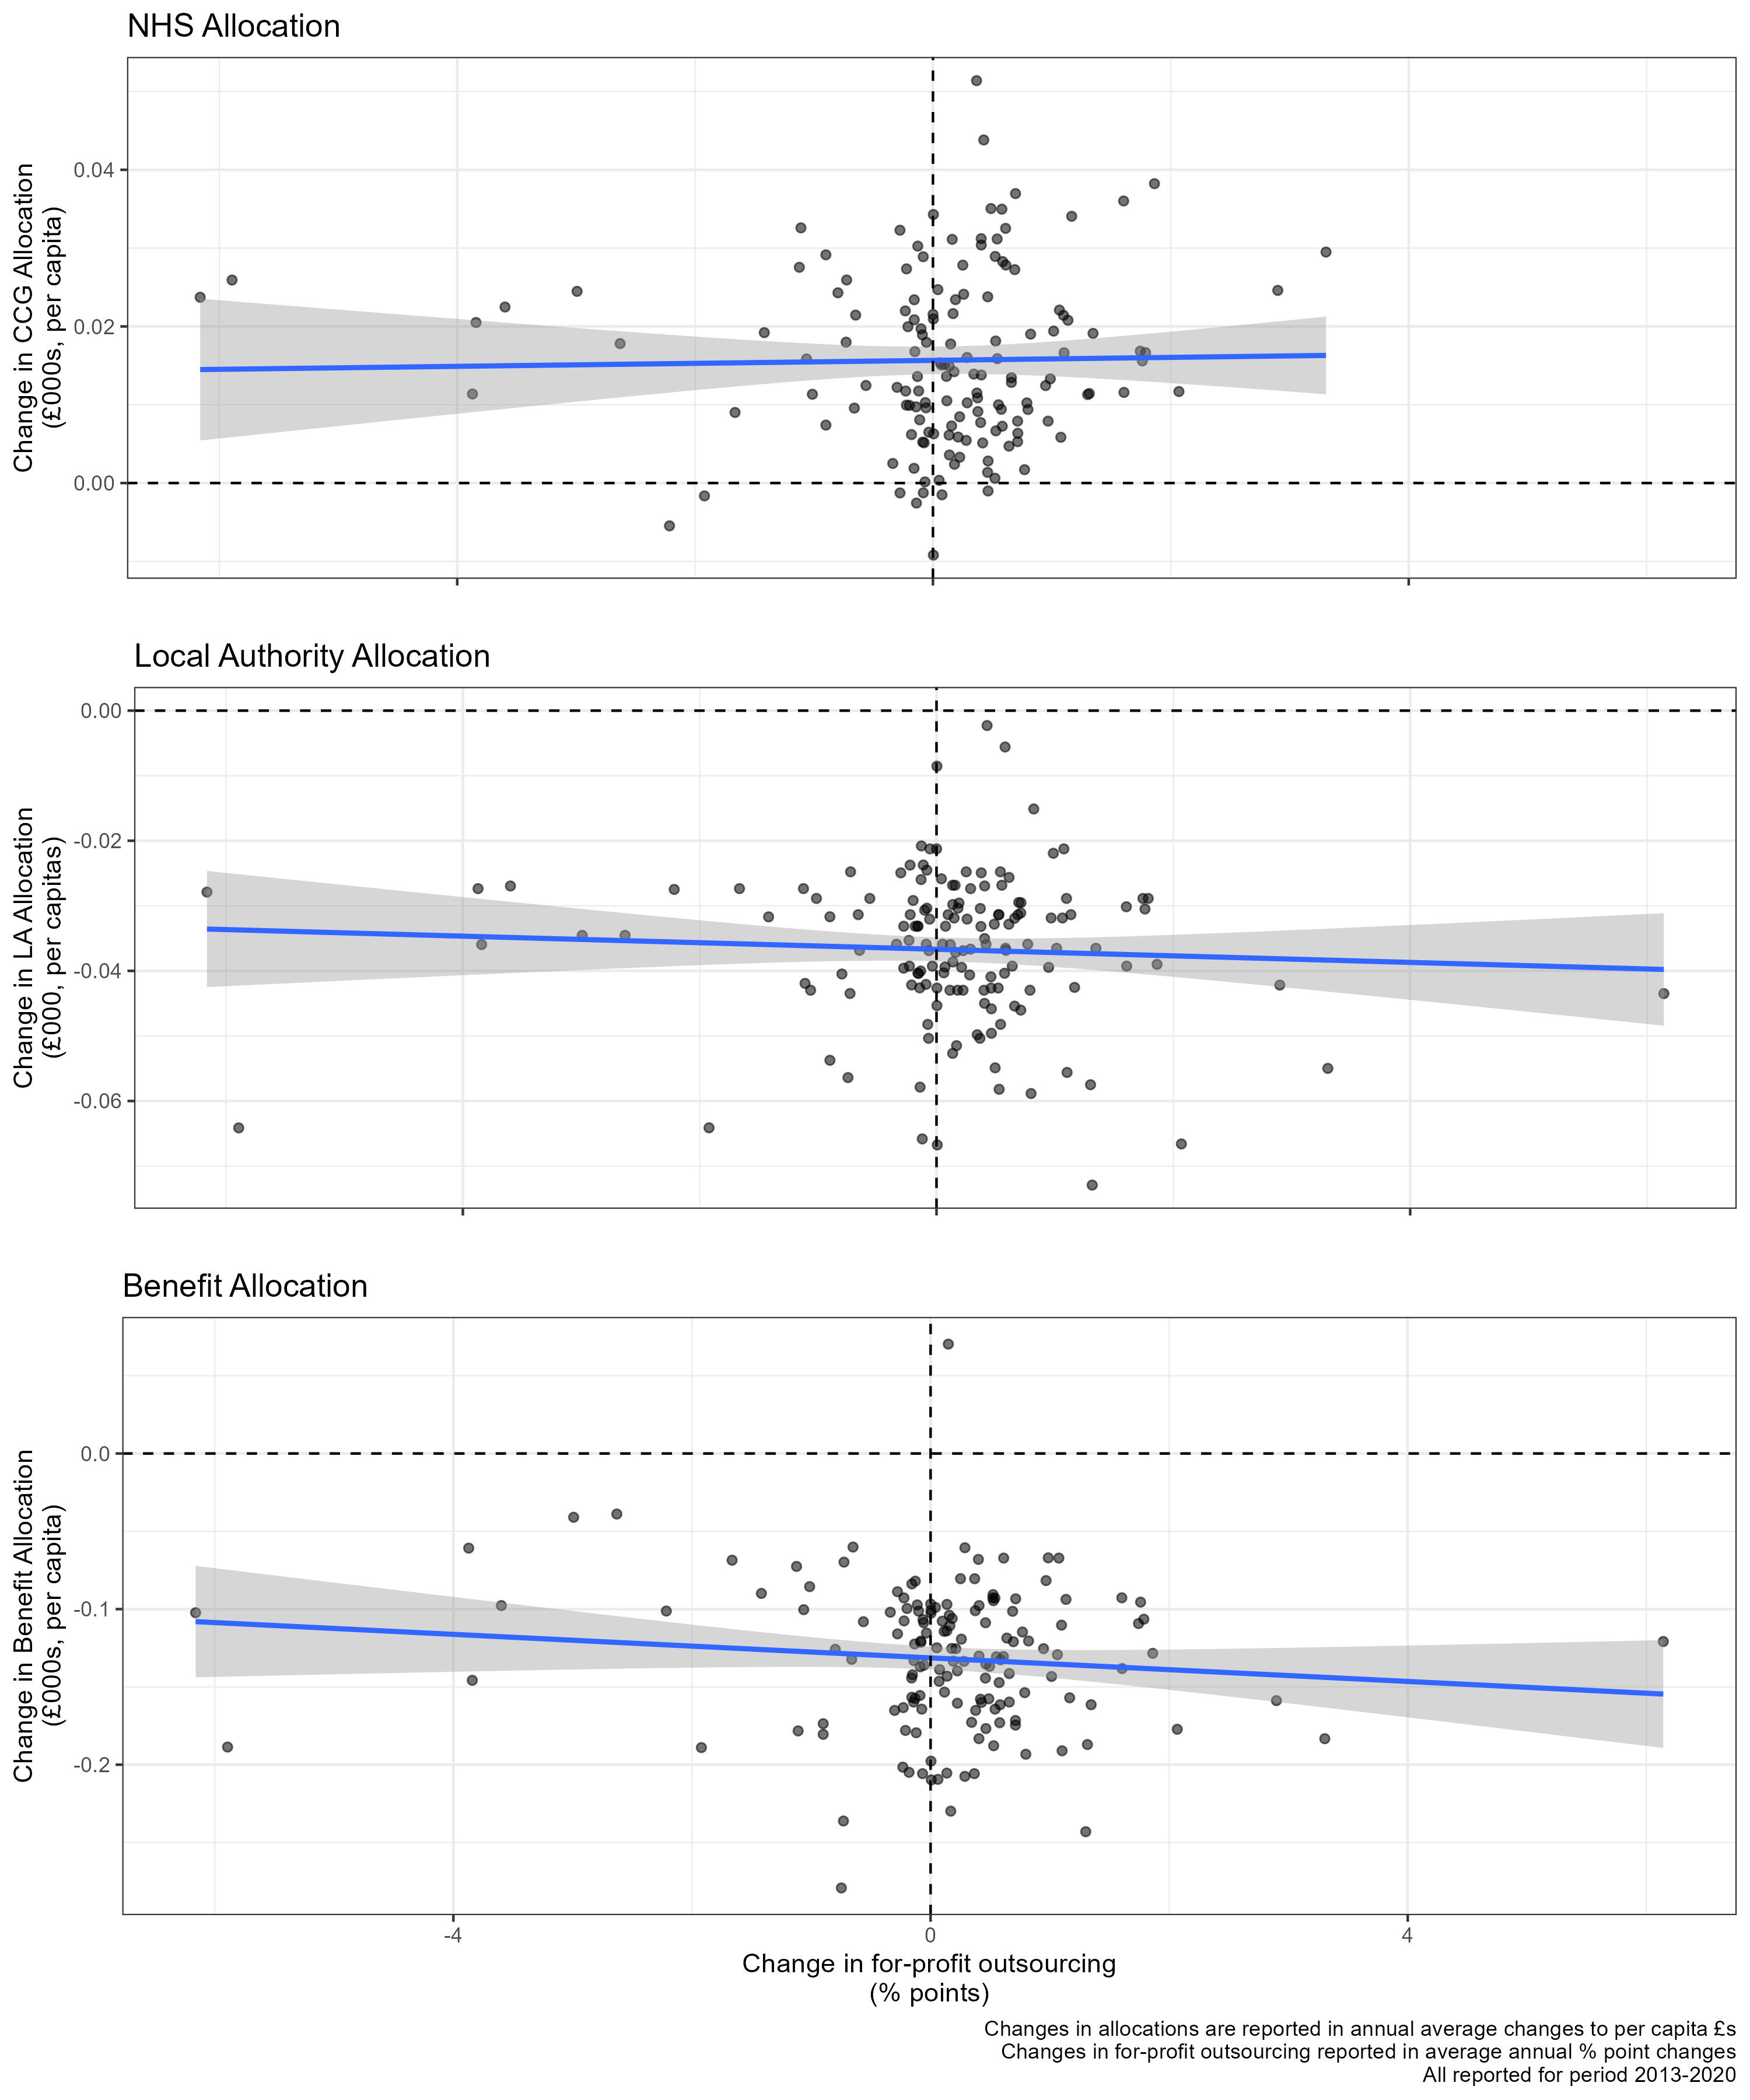 NHS Allocation
Change in CCG Allocation
(£000s, per capita)
0.04
0.02
0.00
Local Authority Allocation
Change in LA Allocation
(£000, per capitas)
0.00
-0.02
-0.04
-0.06
Benefit Allocation
Change in Benefit Allocation
(£000s, per capita)
0.0
-0.1
-0.2
-4
0
4
Change in for-profit outsourcing
(% points)
Changes in allocations are reported in annual average changes to per capita £s
Changes in for-profit outsourcing reported in average annual % point changes
All reported for period 2013-2020